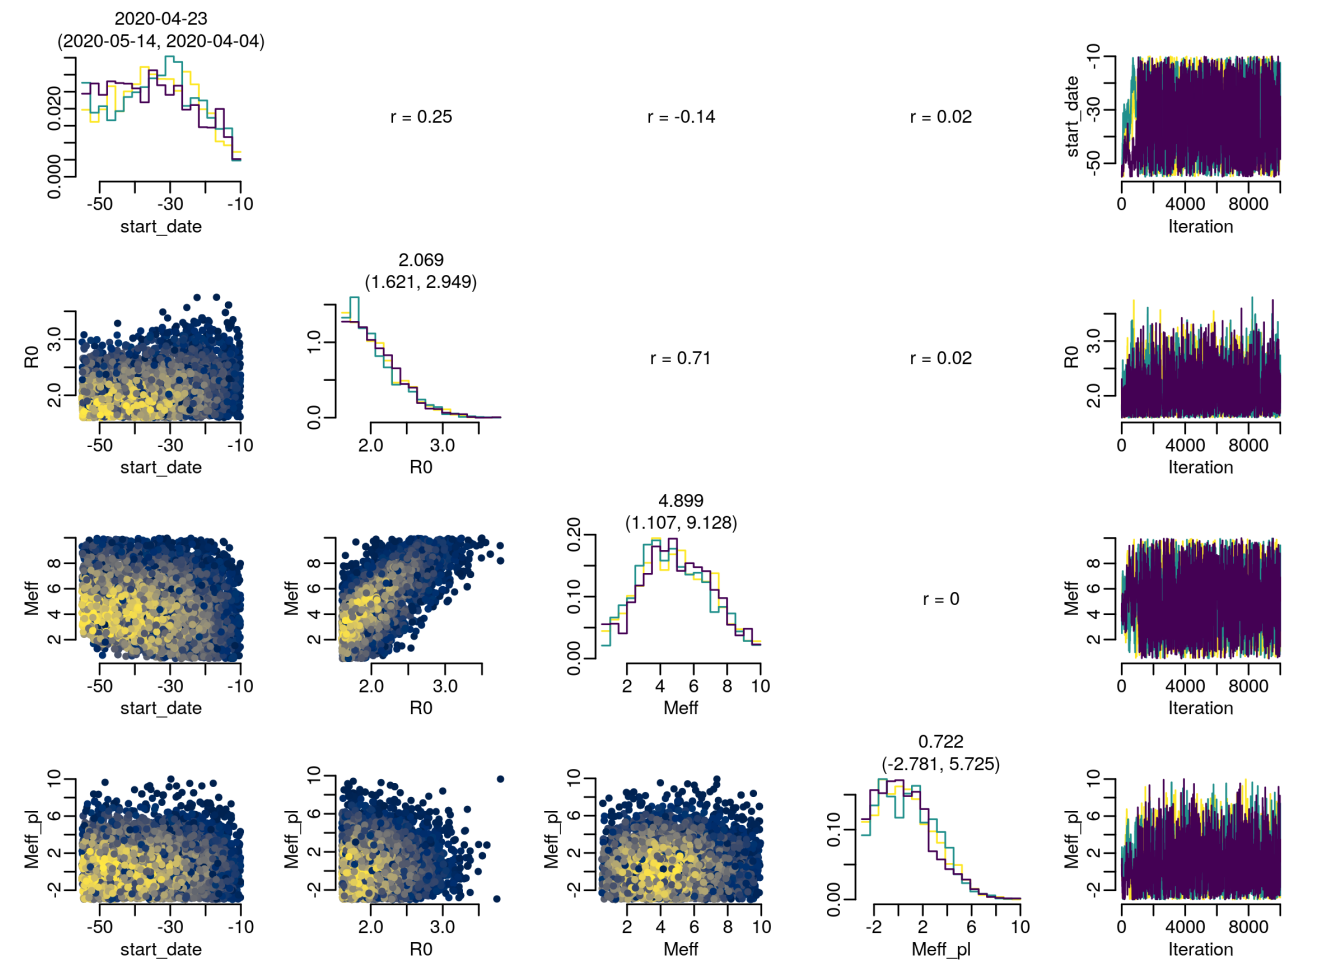 2020-04-23
(2020-05-14, 2020-04-04)
0.000 0.020
-50 -30 -10
start_date
r = 0.25
r = -0.14
r = 0.02
start_date
-50 -30 -10
0 4000 8000
Iteration
R0
2.0 3.0
-50 -30 -10
start_date
2.069
(1.621, 2.949)
0.0 1.0
2.0 3.0
R0
r = 0.71
r = 0.02
R0
2.0 3.0
0 4000 8000
Iteration
Meff
2 4 6 8
-50 -30 -10
start_date
Meff
2 4 6 8
2.0 3.0
R0
4.899
(1.107, 9.128)
0.00 0.10 0.20
2 4 6 8 10
Meff
r = 0
Meff
2 4 6 8
0 4000 8000
Iteration
Meff_pl
-2 2 6 10
-50 -30 -10
start_date
Meff_pl
-2 2 6 10
2.0 3.0
R0
Meff_pl
-2 2 6 10
2 4 6 8 10
Meff
0.722
(-2.781, 5.725)
0.00 0.10
-2 2 6 10
Meff_pl
Meff_pl
-2 2 6 10
0 4000 8000
Iteration